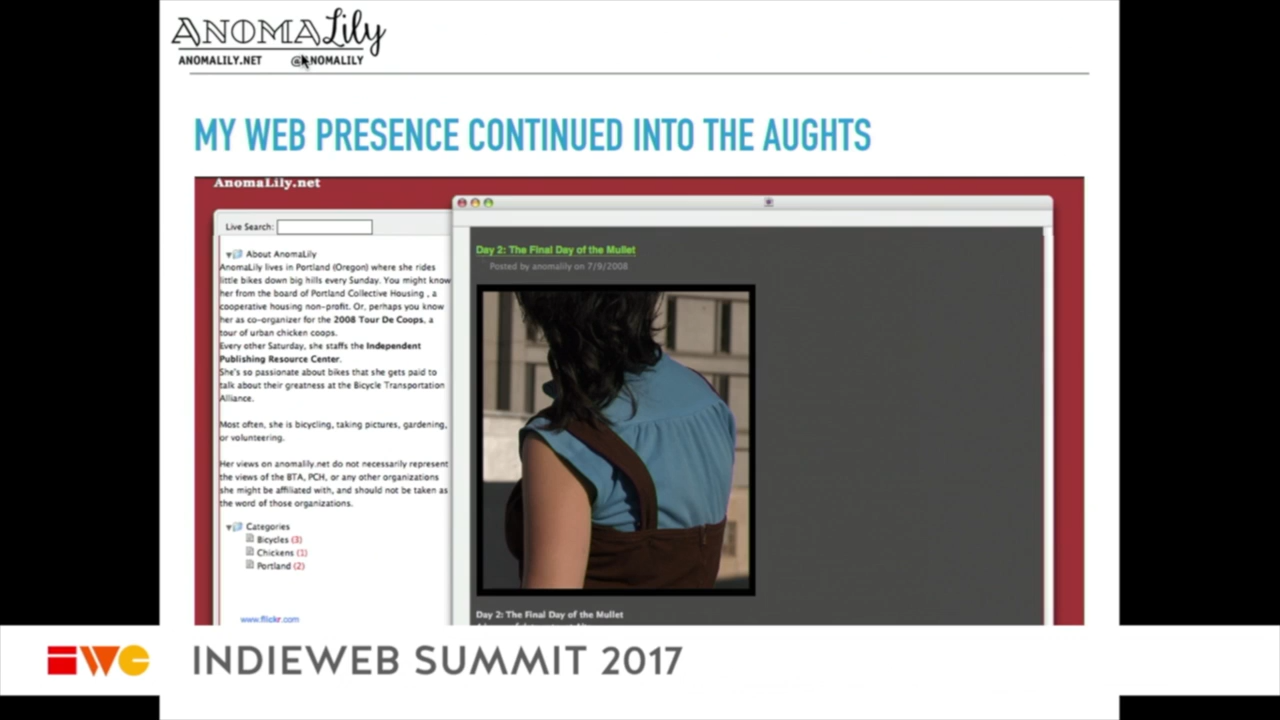 ANOMALily
ANOMALILY.NET @ANOMALILY
MY WEB PRESENCE CONTINUED INTO THE AUGHTS
AnomaLily.net
Live Search:
About AnomaLily
AnomaLily lives in Portland (Oregon) where she rides
little bikes down big hills every Sunday. You might know
her from the board of Portland Collective Housing , a
cooperative housing non-profit. Or, perhaps you know
her as co-organizer for the 2008 Tour De Coops, a
tour of urban chicken coops.
Every other Saturday, she staffs the Independent
Publishing Resource Center.
She's so passionate about bikes that she gets paid to
talk about their greatness at the Bicycle Transportation
Alliance.
Most often, she is bicycling, taking pictures, gardening,
or volunteering.
Her views on anomalily.net do not necessarily represent
the views of the BTA, PCH, or any other organizations
she might be affiliated with, and should not be taken as
the word of those organizations.
Categories
Bicycles (3)
Chickens (1)
Portland (2)
www.flickr.com
Day 2: The Final Day of the Mullet
Posted by anomalily on 7/9/2008
Day 2: The Final Day of the Mullet
IWC INDIEWEB SUMMIT 2017